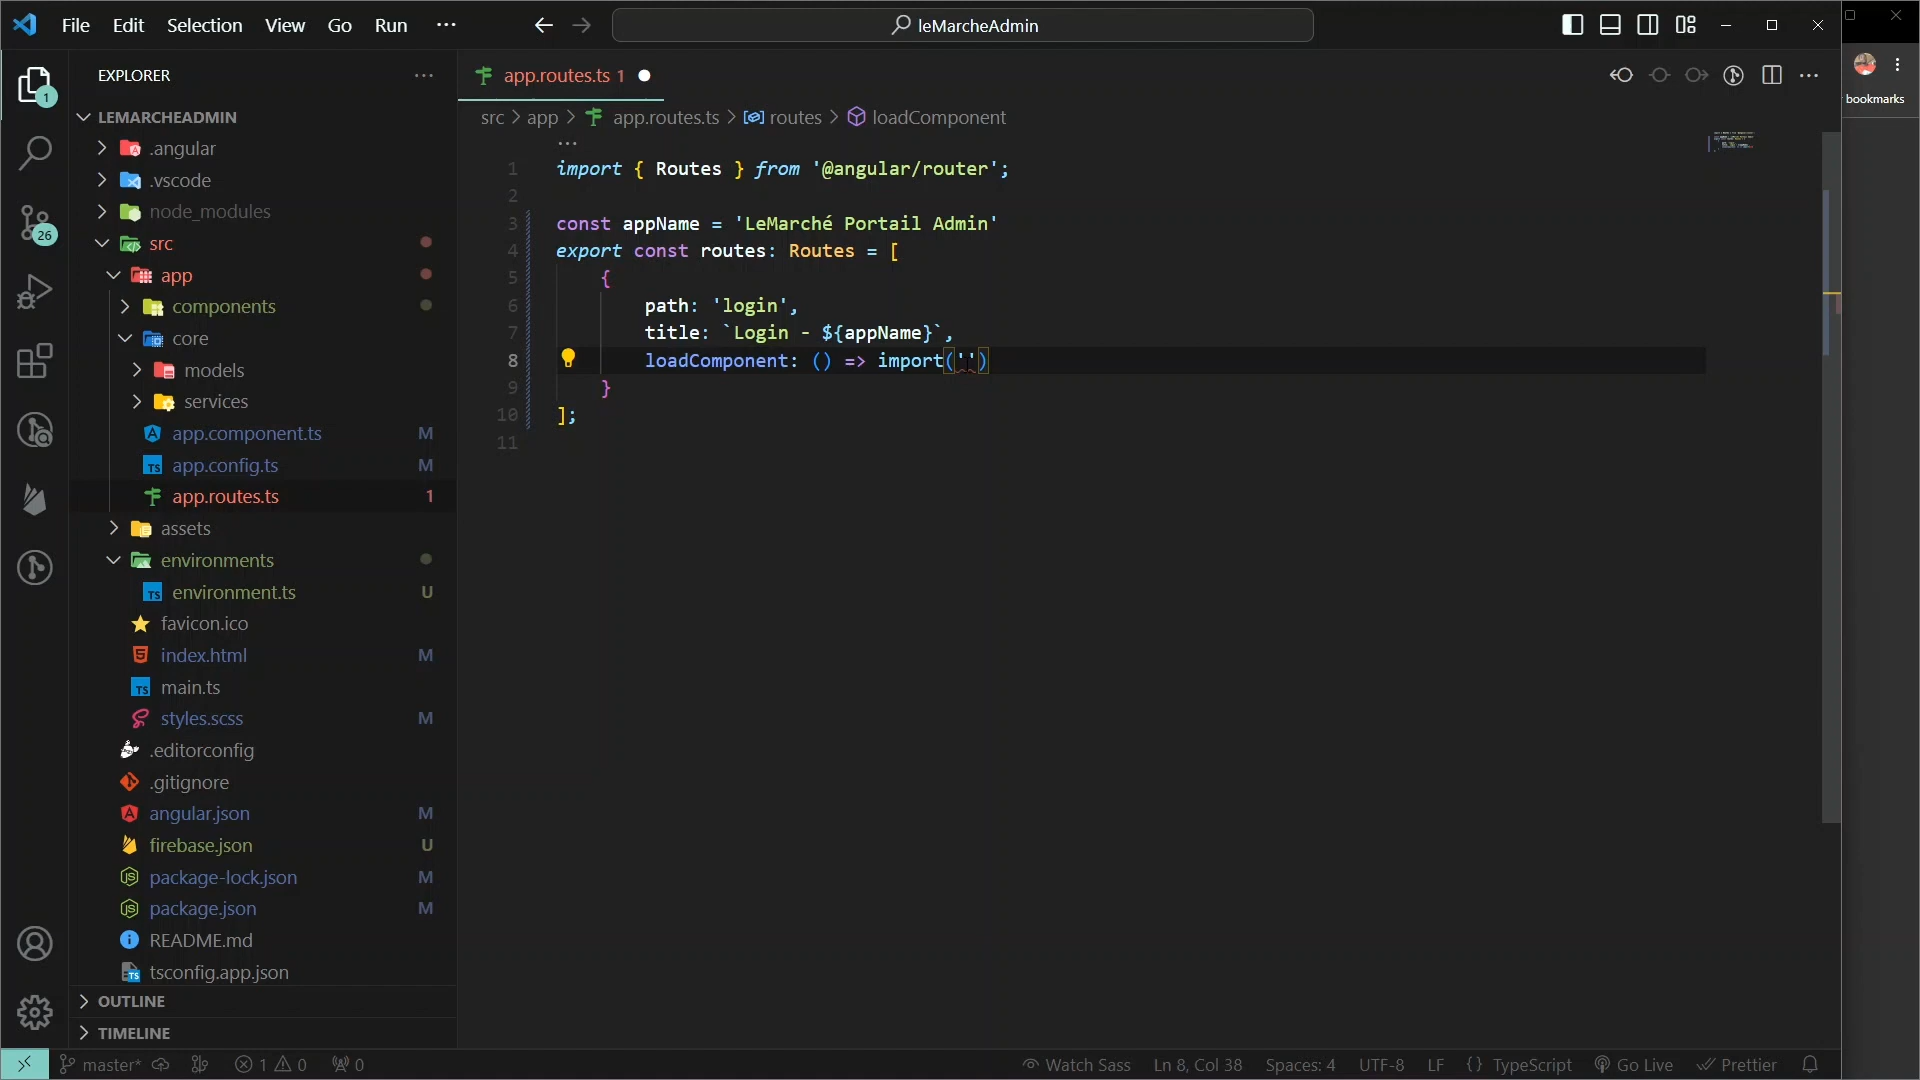 File Edit Selection View Go Run ···
leMarcheAdmin
EXPLORER
···
app.routes.ts 1
bookmarks
LEMARCHEADMIN
src > app > app.routes.ts > routes > loadComponent
.angular
.vscode
node_modules
src
app
components
core
models
services
app.component.ts M
app.config.ts M
app.routes.ts 1
assets
environments
environment.ts U
favicon.ico
index.html M
main.ts
styles.scss M
.editorconfig
.gitignore
angular.json M
firebase.json U
package-lock.json M
package.json M
README.md
tsconfig.app.json
OUTLINE
TIMELINE
1
26
···
1 import { Routes } from '@angular/router';
2
3 const appName = 'LeMarché Portail Admin'
4 export const routes: Routes = [
5 {
6 path: 'login',
7 title: `Login - ${appName}`,
8 loadComponent: () => import('')
9 }
10 ];
11
master* 1 0 0 Watch Sass Ln 8, Col 38 Spaces: 4 UTF-8 LF {} TypeScript Go Live Prettier